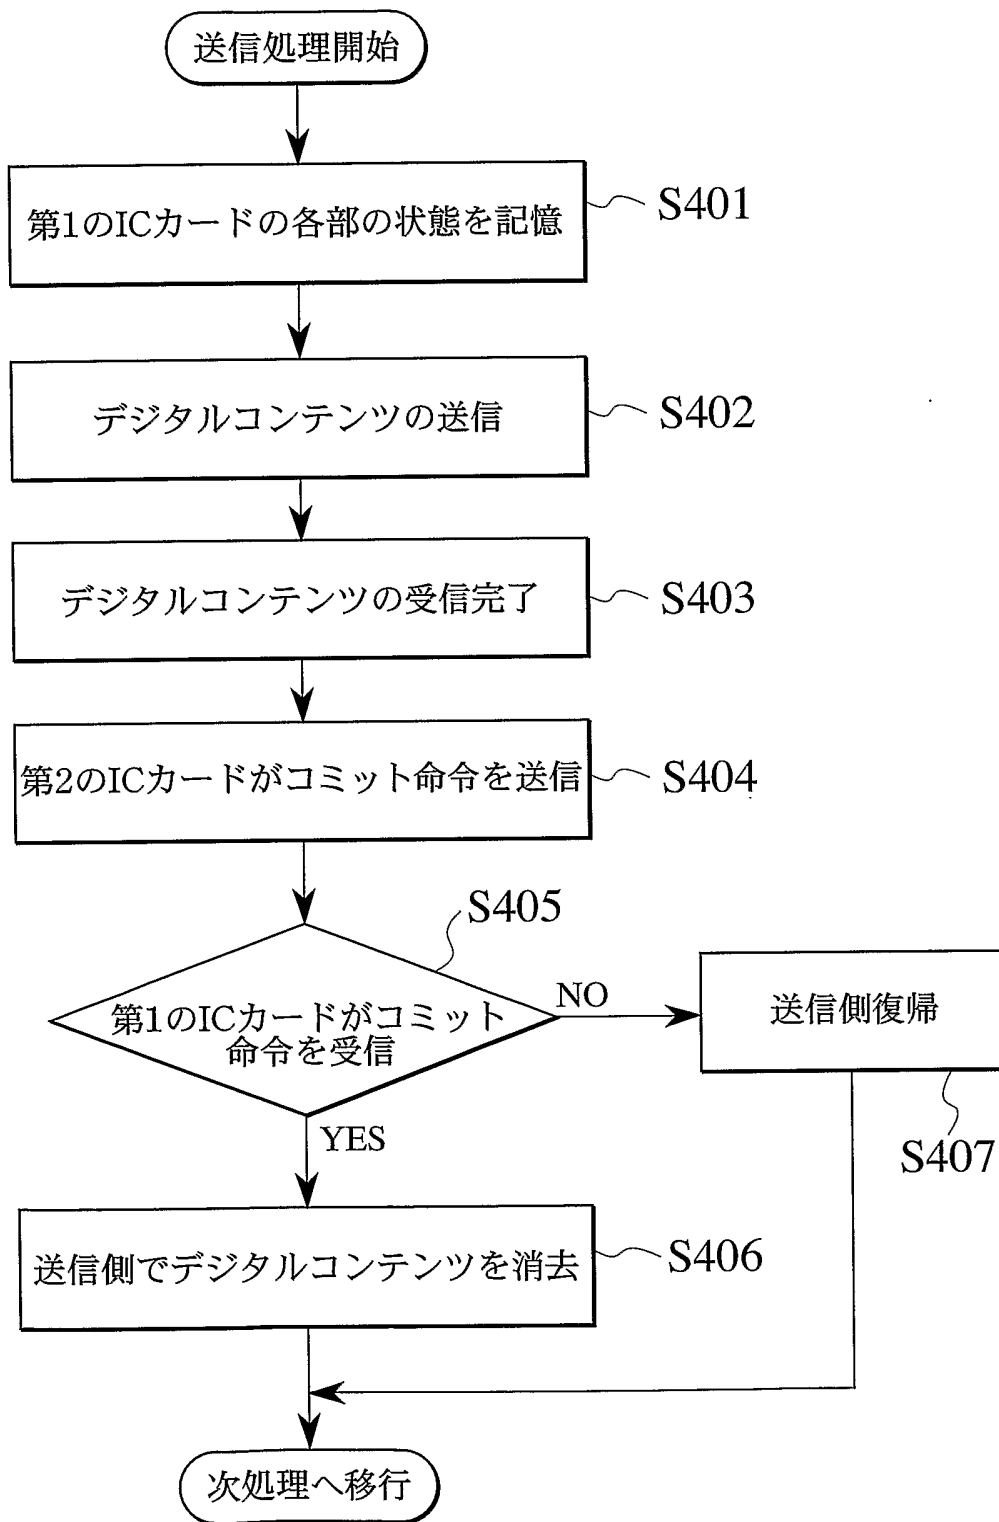 送信処理開始
第1のICカードの各部の状態を記憶
S401
デジタルコンテンツの送信
S402
デジタルコンテンツの受信完了
S403
第2のICカードがコミット命令を送信
S404
S405
第1のICカードがコミット
命令を受信
NO
送信側復帰
S407
YES
送信側でデジタルコンテンツを消去
S406
次処理へ移行